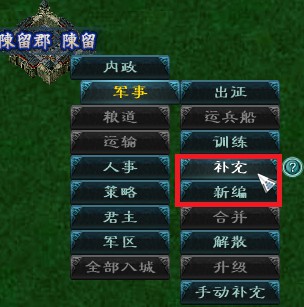 陳留郡 陳留
内政
军事 出证
粮道 运兵船
运输 训练
人事 补充
策略 新编
君主 合并
军区 解散
全部入城 升级
手动补充